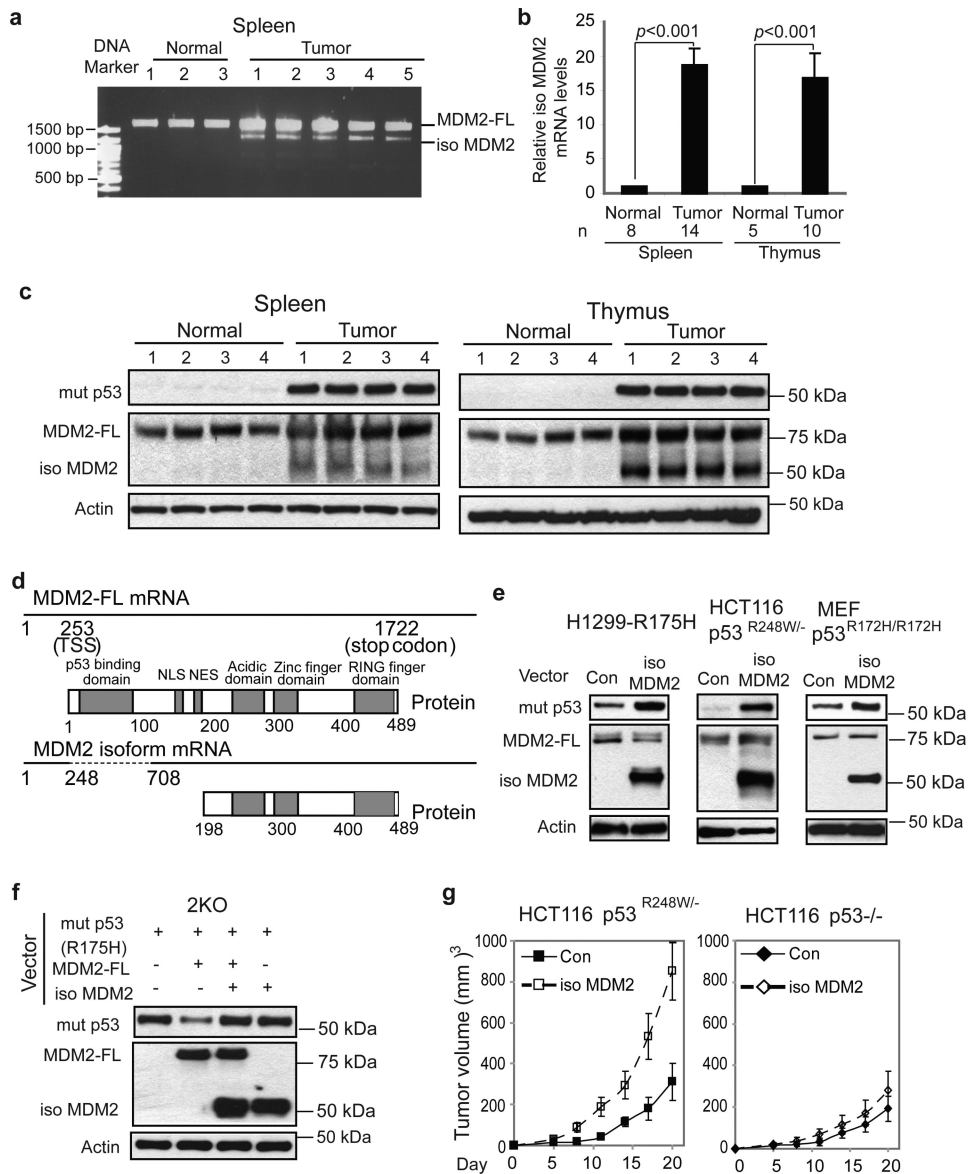 a
Spleen
DNA Marker
Normal
Tumor
1 2 3 1 2 3 4 5
1500 bp
1000 bp
500 bp
MDM2-FL
iso MDM2
b
Relative iso MDM2
mRNA levels
25
20
15
10
5
0
p<0.001
p<0.001
Normal Tumor Normal Tumor
n 8 14 5 10
Spleen Thymus
c
Spleen
Normal Tumor
1 2 3 4 1 2 3 4
mut p53
MDM2-FL
iso MDM2
Actin
Thymus
Normal Tumor
1 2 3 4 1 2 3 4
50 kDa
75 kDa
50 kDa
50 kDa
d
MDM2-FL mRNA
1 253 1722
(TSS) (stop codon)
p53 binding domain
NLS NES
Acidic domain
Zinc finger domain
RING finger domain
Protein
1 100 200 300 400 489
MDM2 isoform mRNA
1 248 708
Protein
198 300 400 489
e
H1299-R175H
HCT116 p53 R248W/-
MEF p53 R172H/R172H
Vector Con iso MDM2 Con iso MDM2 Con iso MDM2
mut p53
50 kDa
MDM2-FL
75 kDa
iso MDM2
50 kDa
Actin
50 kDa
f
2KO
Vector
mut p53 (R175H) + + + +
MDM2-FL - + + -
iso MDM2 - - + +
mut p53
50 kDa
MDM2-FL
75 kDa
iso MDM2
50 kDa
Actin
50 kDa
g
HCT116 p53 R248W/-
Tumor volume (mm )3
1000
800
600
400
200
0
Con
iso MDM2
Day 0 5 10 15 20
HCT116 p53-/-
1000
800
600
400
200
0
Con
iso MDM2
0 5 10 15 20